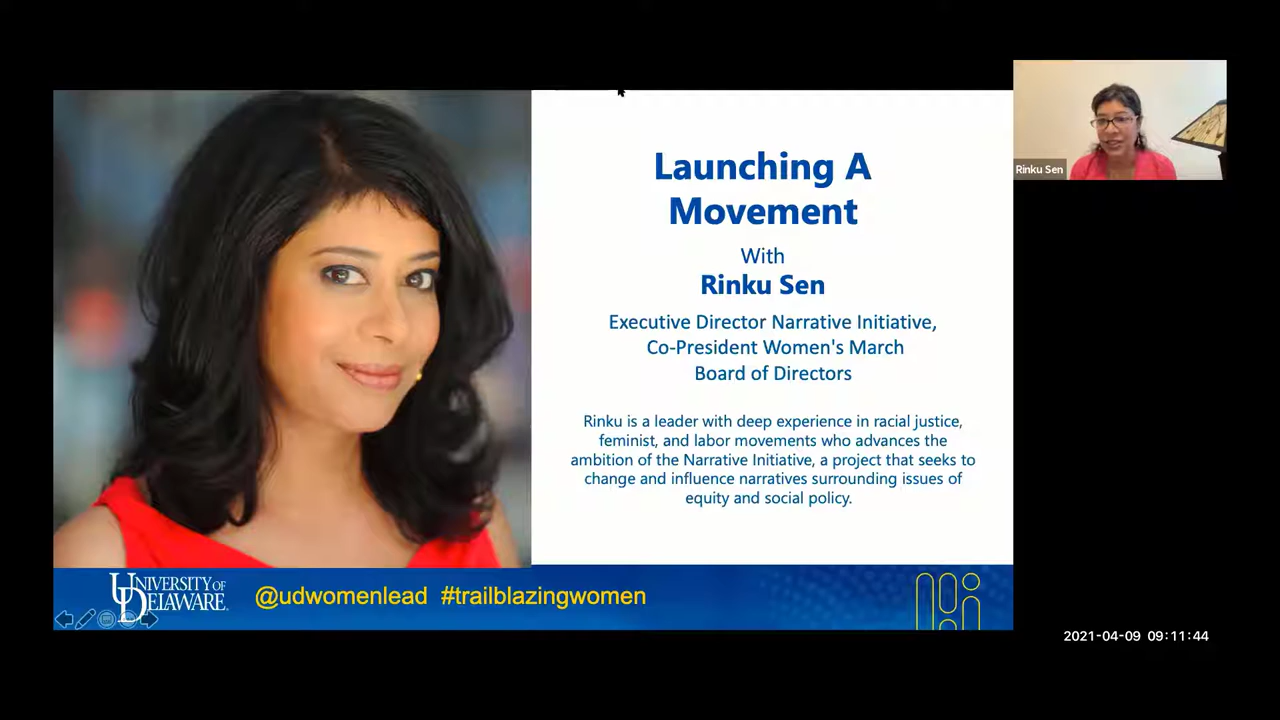 Launching A
Movement
With
Rinku Sen
Executive Director Narrative Initiative,
Co-President Women's March
Board of Directors
Rinku is a leader with deep experience in racial justice,
feminist, and labor movements who advances the
ambition of the Narrative Initiative, a project that seeks to
change and influence narratives surrounding issues of
equity and social policy.
UNIVERSITY OF
DELAWARE.
@udwomenlead #trailblazingwomen
Rinku Sen
2021-04-09 09:11:44